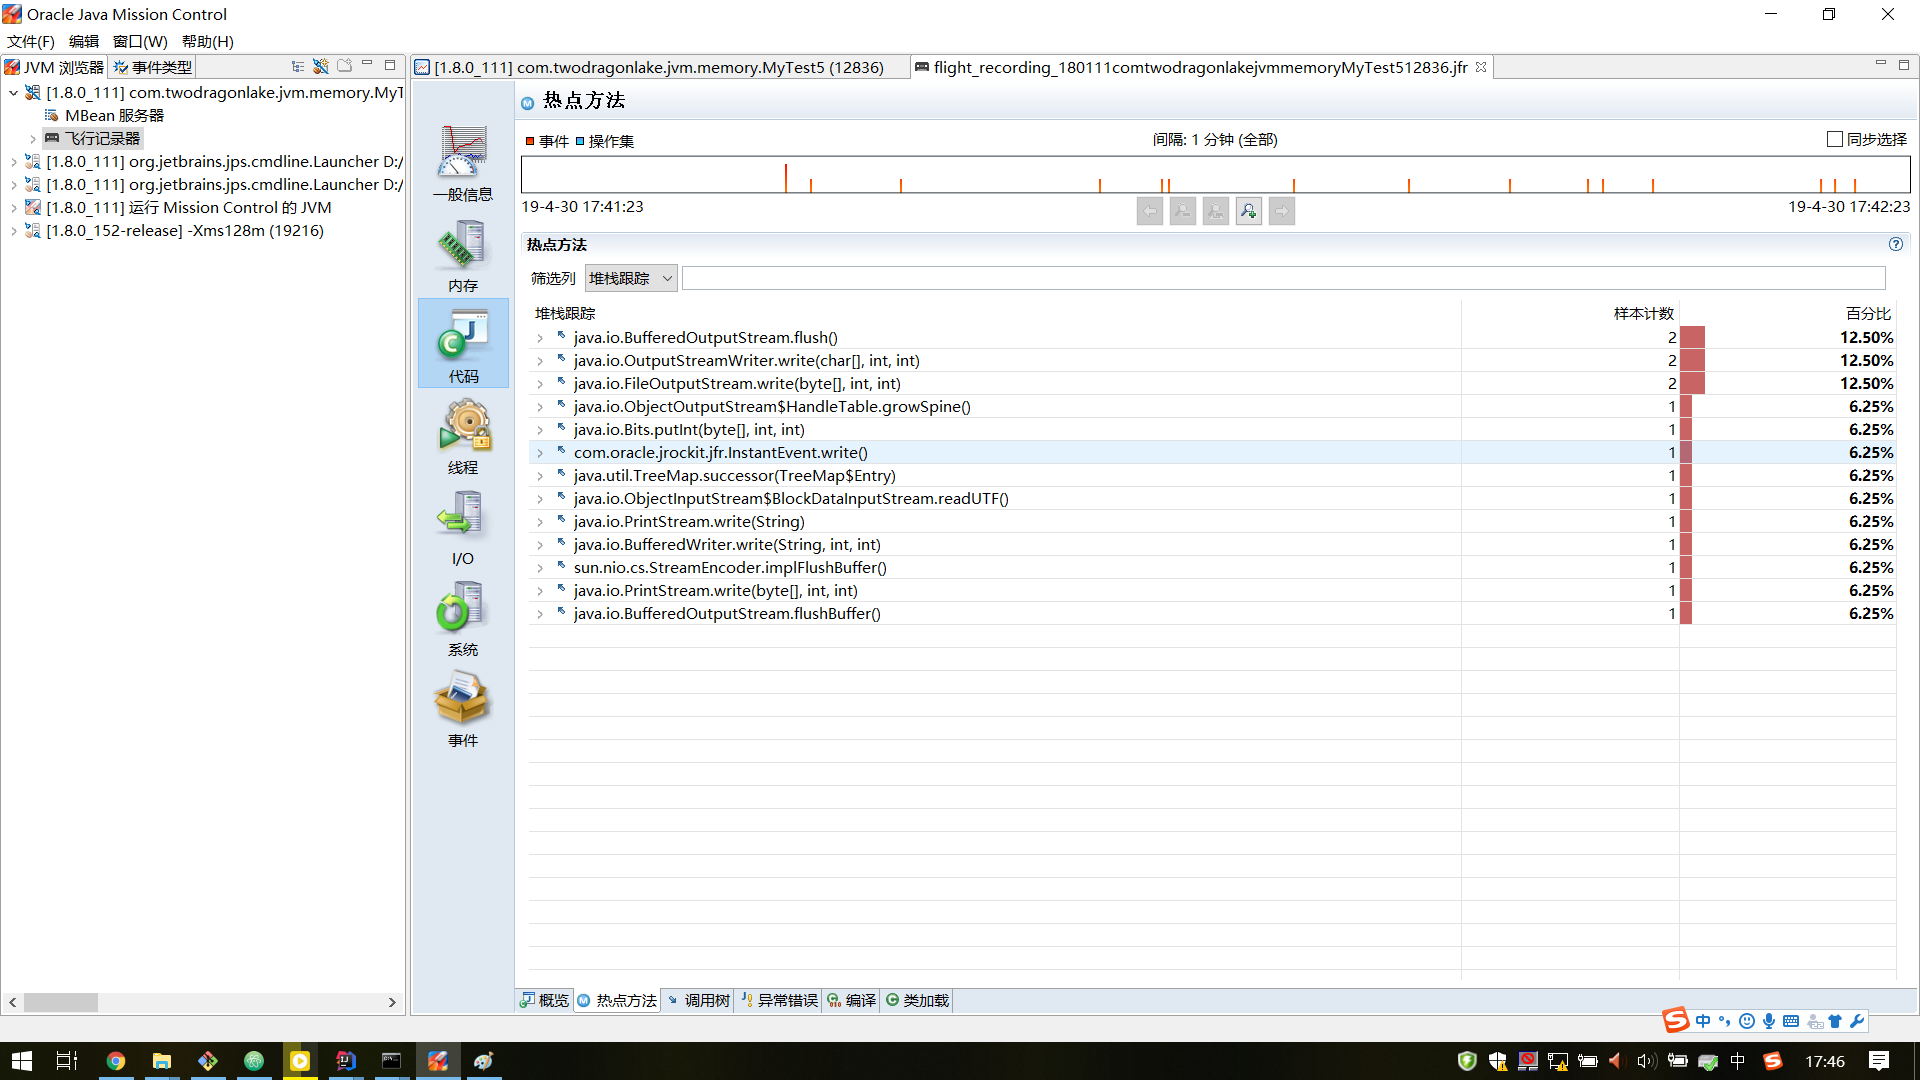 Oracle Java Mission Control
文件(F) 编辑 窗口(W) 帮助(H)
JVM 浏览器 事件类型
[1.8.0_111] com.twodragonlake.jvm.memory.MyT
MBean 服务器
飞行记录器
[1.8.0_111] org.jetbrains.jps.cmdline.Launcher D:/
[1.8.0_111] org.jetbrains.jps.cmdline.Launcher D:/
[1.8.0_111] 运行 Mission Control 的 JVM
[1.8.0_152-release] -Xms128m (19216)
[1.8.0_111] com.twodragonlake.jvm.memory.MyTest5 (12836)
flight_recording_180111comtwodragonlakejvmmemoryMyTest512836.jfr
一般信息
内存
代码
线程
I/O
系统
事件
热点方法
事件 操作集
间隔: 1 分钟 (全部)
同步选择
19-4-30 17:41:23
19-4-30 17:42:23
热点方法
筛选列 堆栈跟踪
堆栈跟踪 样本计数 百分比
java.io.BufferedOutputStream.flush() 2 12.50%
java.io.OutputStreamWriter.write(char[], int, int) 2 12.50%
java.io.FileOutputStream.write(byte[], int, int) 2 12.50%
java.io.ObjectOutputStream$HandleTable.growSpine() 1 6.25%
java.io.Bits.putInt(byte[], int, int) 1 6.25%
com.oracle.jrockit.jfr.InstantEvent.write() 1 6.25%
java.util.TreeMap.successor(TreeMap$Entry) 1 6.25%
java.io.ObjectInputStream$BlockDataInputStream.readUTF() 1 6.25%
java.io.PrintStream.write(String) 1 6.25%
java.io.BufferedWriter.write(String, int, int) 1 6.25%
sun.nio.cs.StreamEncoder.implFlushBuffer() 1 6.25%
java.io.PrintStream.write(byte[], int, int) 1 6.25%
java.io.BufferedOutputStream.flushBuffer() 1 6.25%
概览 热点方法 调用树 异常错误 编译 类加载
中
中 17:46